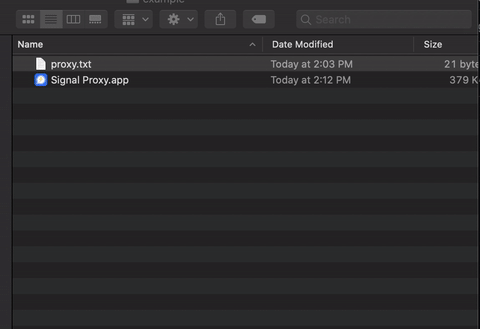 example
Search
Name Date Modified Size
proxy.txt Today at 2:03 PM 21 byte
Signal Proxy.app Today at 2:12 PM 379 K